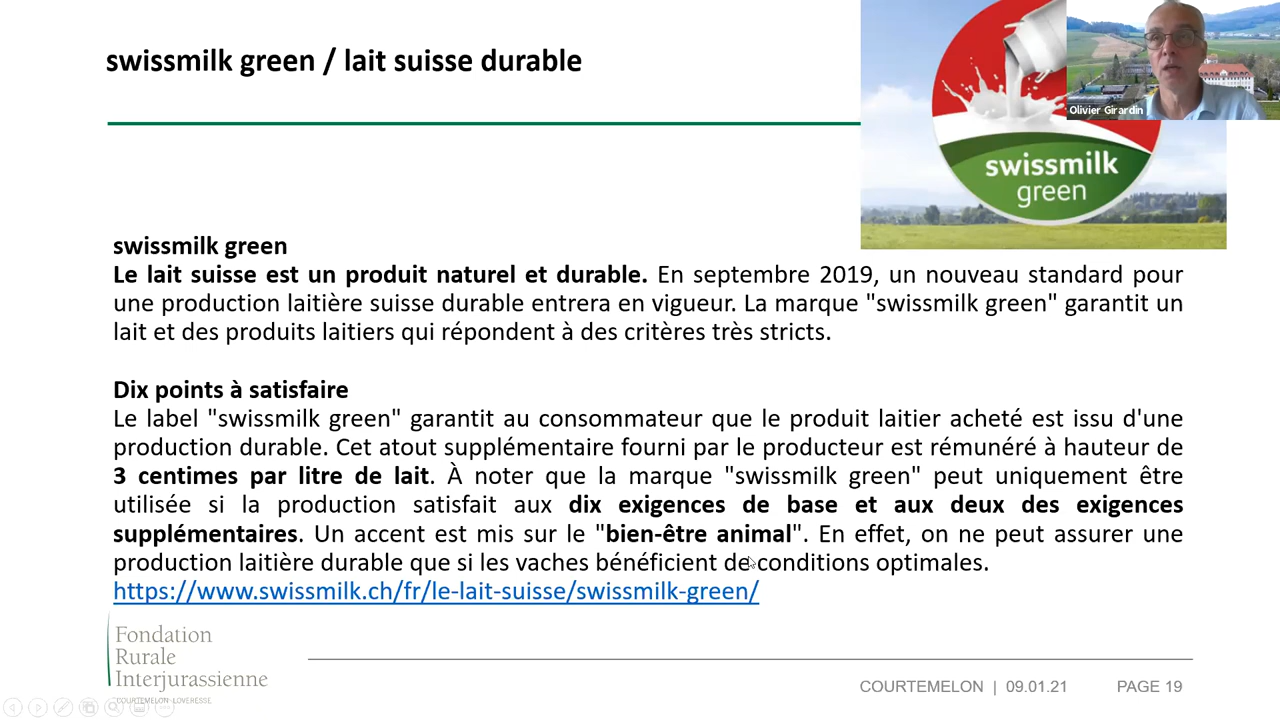 swissmilk green / lait suisse durable
Olivier Girardin
swissmilk
green
swissmilk green
Le lait suisse est un produit naturel et durable. En septembre 2019, un nouveau standard pour
une production laitière suisse durable entrera en vigueur. La marque "swissmilk green" garantit un
lait et des produits laitiers qui répondent à des critères très stricts.
Dix points à satisfaire
Le label "swissmilk green" garantit au consommateur que le produit laitier acheté est issu d'une
production durable. Cet atout supplémentaire fourni par le producteur est rémunéré à hauteur de
3 centimes par litre de lait. À noter que la marque "swissmilk green" peut uniquement être
utilisée si la production satisfait aux dix exigences de base et aux deux des exigences
supplémentaires. Un accent est mis sur le "bien-être animal". En effet, on ne peut assurer une
production laitière durable que si les vaches bénéficient de conditions optimales.
https://www.swissmilk.ch/fr/le-lait-suisse/swissmilk-green/
Fondation
Rurale
Interjurassienne
COURTEMELON LOVERESSE
COURTEMELON | 09.01.21 PAGE 19